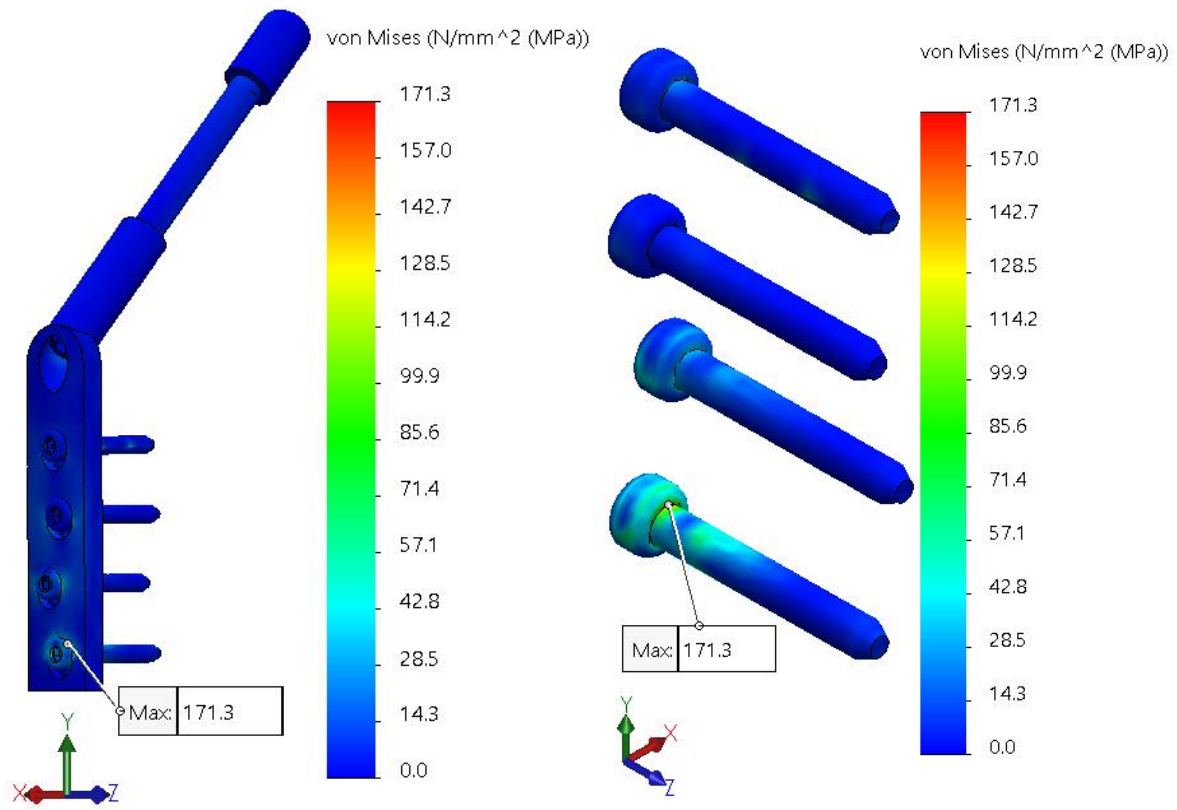 von Mises (N/mm^2 (MPa))
171.3
157.0
142.7
128.5
114.2
99.9
85.6
71.4
57.1
42.8
28.5
14.3
0.0
Max: 171.3
Y
X
Z
von Mises (N/mm^2 (MPa))
171.3
157.0
142.7
128.5
114.2
99.9
85.6
71.4
57.1
42.8
28.5
14.3
0.0
Max: 171.3
Y
X
Z